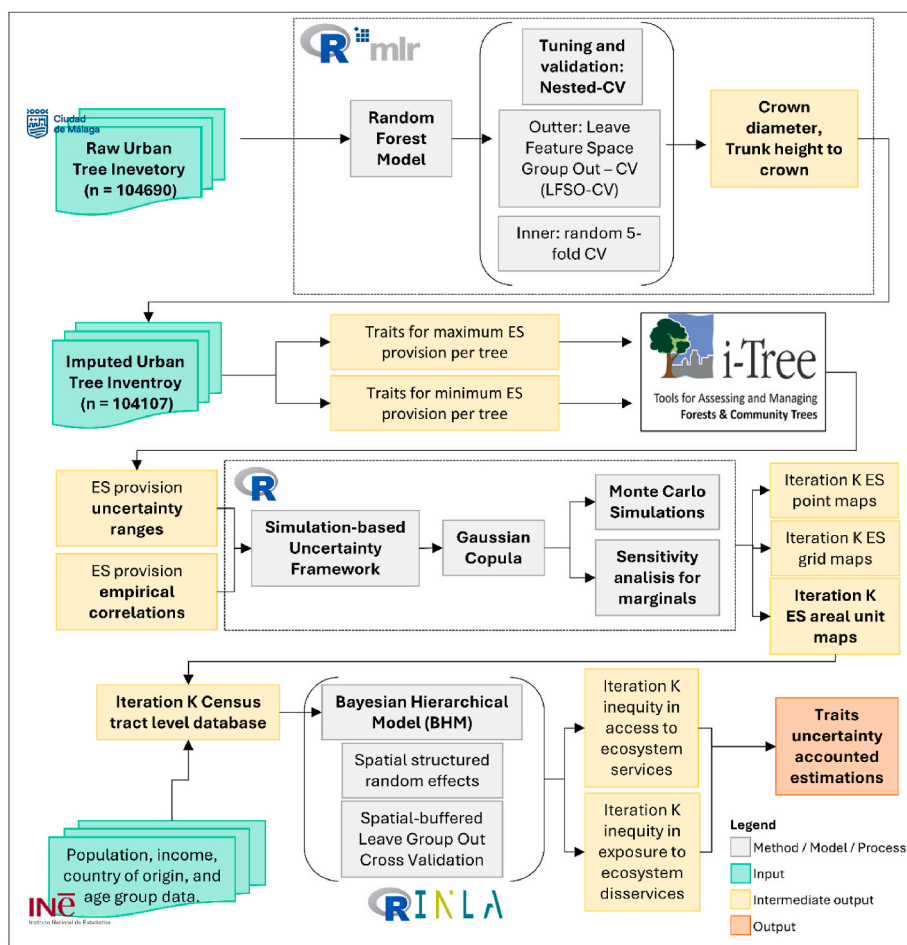 R mlr
Tuning and
validation:
Nested-CV
Ciudad
de Málaga
Raw Urban
Tree Inevetory
(n = 104690)
Random
Forest
Model
Outter: Leave
Feature Space
Group Out – CV
(LFSO-CV)
Inner: random 5-
fold CV
Crown
diameter,
Trunk height to
crown
Imputed Urban
Tree Inventroy
(n = 104107)
Traits for maximum ES
provision per tree
Traits for minimum ES
provision per tree
i-Tree
Tools for Assessing and Managing
Forests & Community Trees
ES provision
uncertainty
ranges
ES provision
empirical
correlations
R
Simulation-based
Uncertainty
Framework
Gaussian
Copula
Monte Carlo
Simulations
Sensitivity
analisis for
marginals
Iteration K ES
point maps
Iteration K ES
grid maps
Iteration K
ES areal unit
maps
Iteration K Census
tract level database
Bayesian Hierarchical
Model (BHM)
Spatial structured
random effects
Spatial-buffered
Leave Group Out
Cross Validation
Iteration K
inequity in
access to
ecosystem
services
Iteration K
inequity in
exposure to
ecosystem
disservices
Traits
uncertainty
accounted
estimations
Population, income,
country of origin, and
age group data.
INe
Instituto Nacional de Estadística
R INLA
Legend
Method / Model / Process
Input
Intermediate output
Output